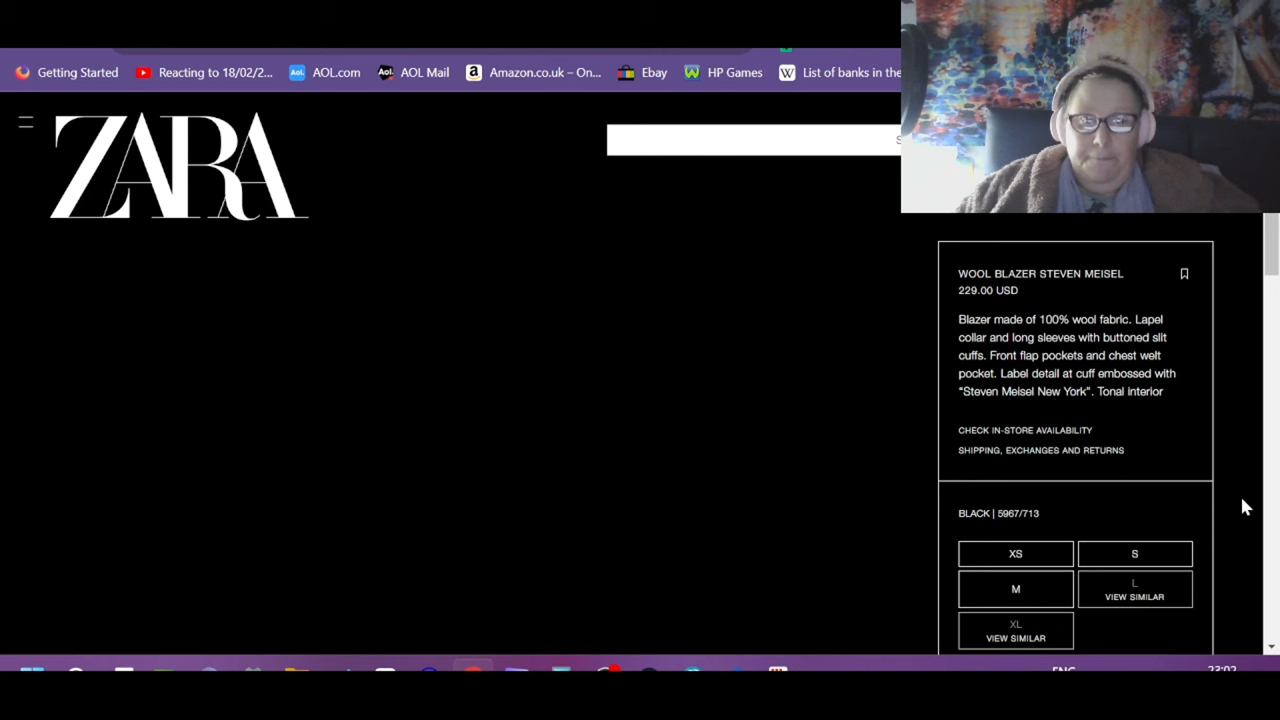 Getting Started
Reacting to 18/02/2...
AOL.com
AOL Mail
Amazon.co.uk – On...
Ebay
HP Games
List of banks in the
ZARA
WOOL BLAZER STEVEN MEISEL
229.00 USD
Blazer made of 100% wool fabric. Lapel
collar and long sleeves with buttoned slit
cuffs. Front flap pockets and chest welt
pocket. Label detail at cuff embossed with
“Steven Meisel New York”. Tonal interior
CHECK IN-STORE AVAILABILITY
SHIPPING, EXCHANGES AND RETURNS
BLACK | 5967/713
XS
S
M
L
VIEW SIMILAR
XL
VIEW SIMILAR
ENG
23:02